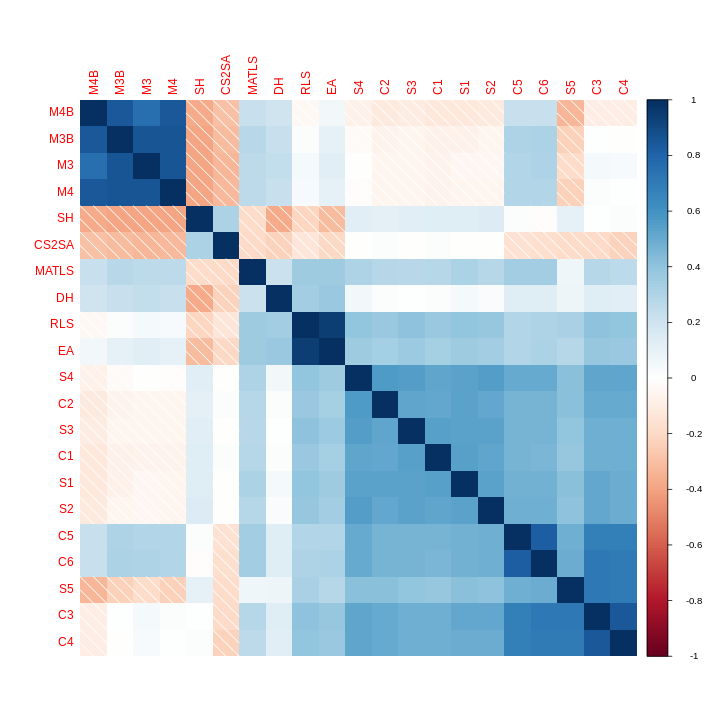 M4B M3B M3 M4 SH CS2SA MATLS DH RLS EA S4 C2 S3 C1 S1 S2 C5 C6 S5 C3 C4
M4B
M3B
M3
M4
SH
CS2SA
MATLS
DH
RLS
EA
S4
C2
S3
C1
S1
S2
C5
C6
S5
C3
C4
1
0.8
0.6
0.4
0.2
0
-0.2
-0.4
-0.6
-0.8
-1